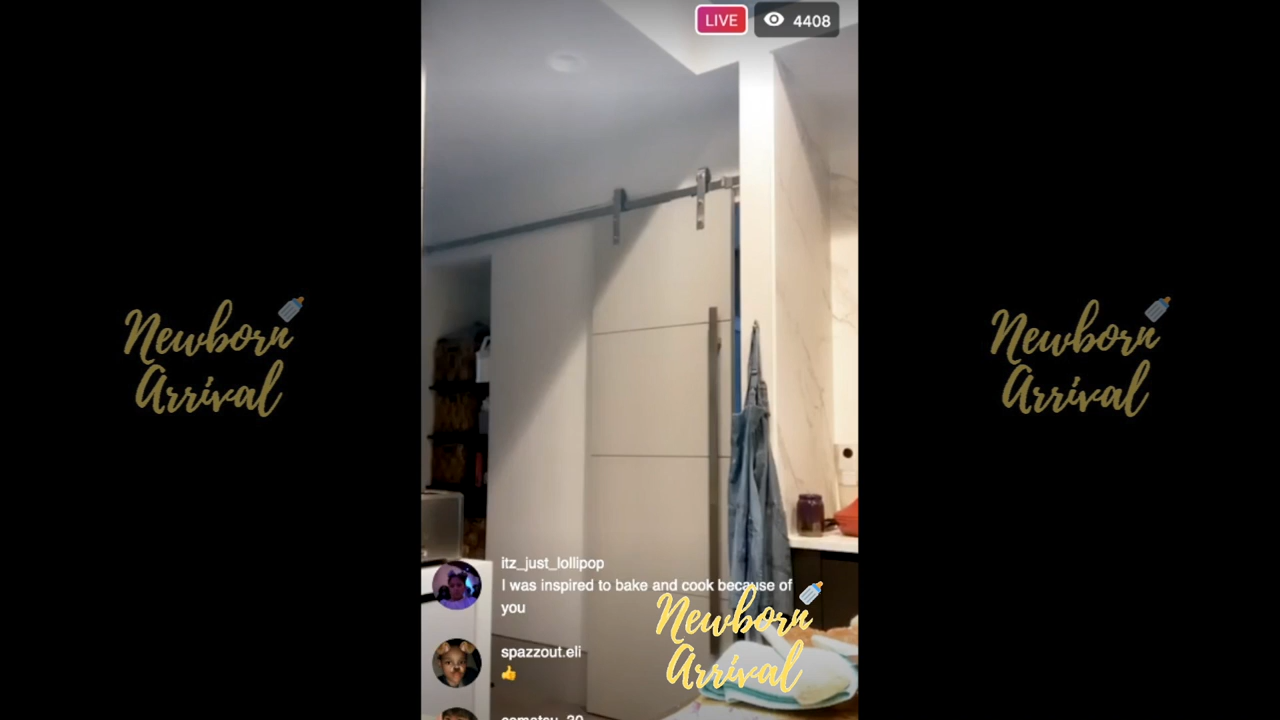 LIVE 4408
Newborn
Arrival
Newborn
Arrival
itz_just_lollipop
I was inspired to bake and cook because of
you
Newborn
Arrival
spazzout.eli